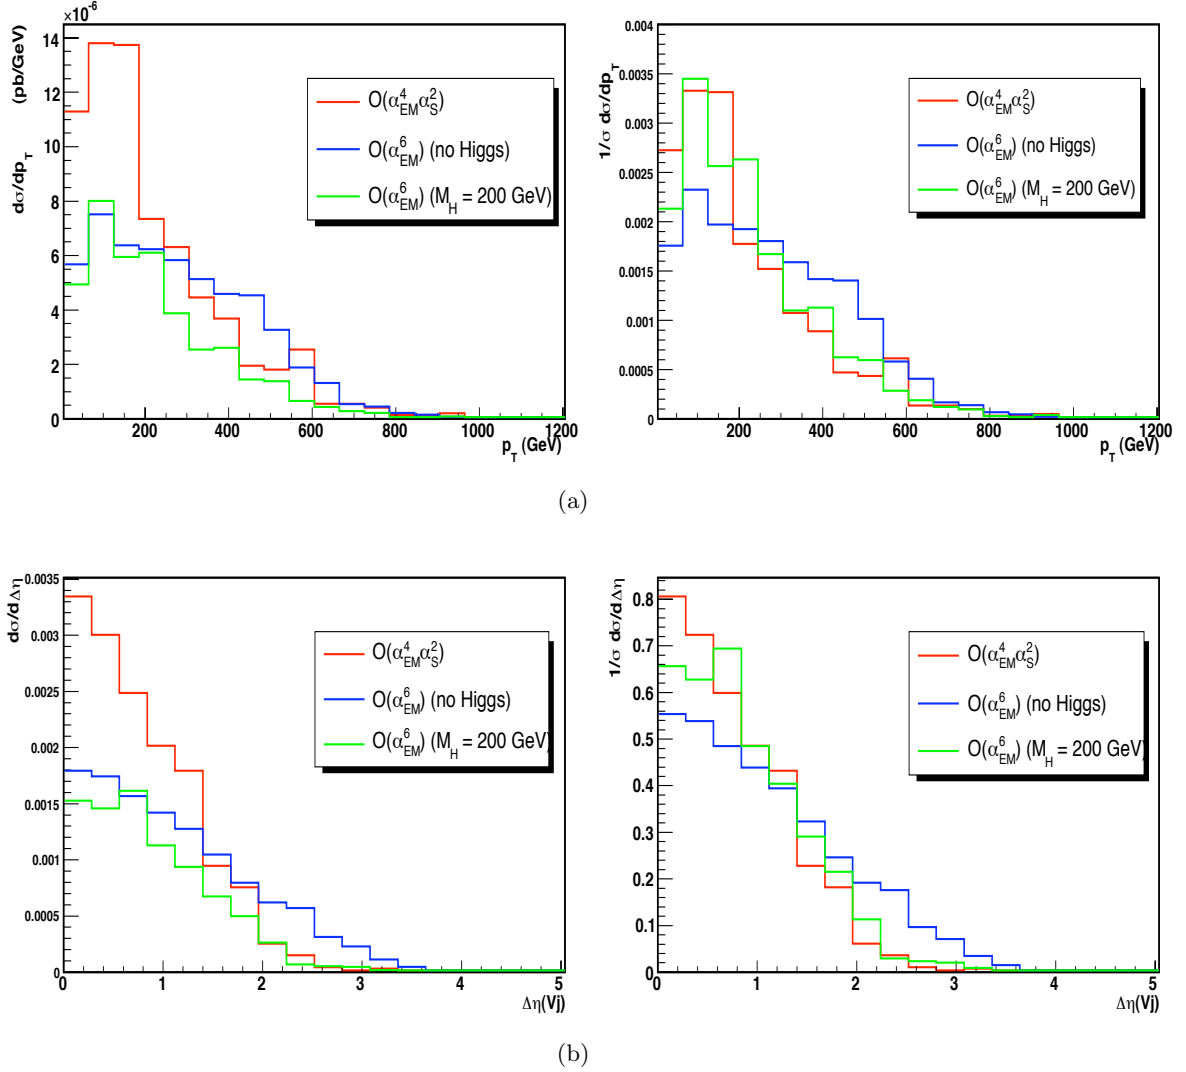 ×10⁻⁶
dσ/dp_T (pb/GeV)
14
12
10
8
6
4
2
0
O(α⁴_EM α²_S)
O(α⁶_EM) (no Higgs)
O(α⁶_EM) (M_H = 200 GeV)
200 400 600 800 1000 1200
p_T (GeV)
1/σ dσ/dp_T
0.004
0.0035
0.003
0.0025
0.002
0.0015
0.001
0.0005
0
O(α⁴_EM α²_S)
O(α⁶_EM) (no Higgs)
O(α⁶_EM) (M_H = 200 GeV)
200 400 600 800 1000 1200
p_T (GeV)
(a)
dσ/dΔη
0.0035
0.003
0.0025
0.002
0.0015
0.001
0.0005
0
O(α⁴_EM α²_S)
O(α⁶_EM) (no Higgs)
O(α⁶_EM) (M_H = 200 GeV)
0 1 2 3 4 5
Δη(Vj)
1/σ dσ/dΔη
0.8
0.7
0.6
0.5
0.4
0.3
0.2
0.1
0
O(α⁴_EM α²_S)
O(α⁶_EM) (no Higgs)
O(α⁶_EM) (M_H = 200 GeV)
0 1 2 3 4 5
Δη(Vj)
(b)